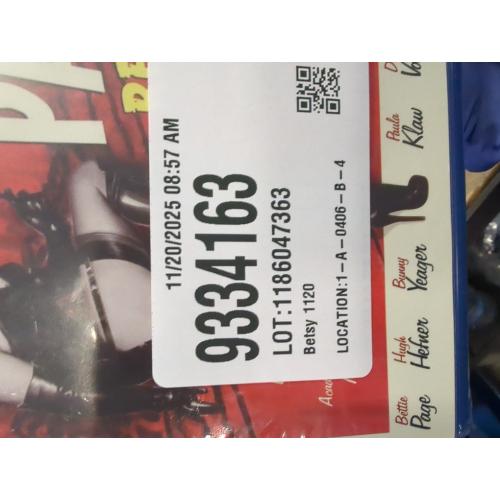 11/20/2025 08:57 AM
9334163
LOT:1186047363
Betsy 1120
LOCATION:1-A-0406-B-4
Bettie Page
Hugh Hefner
Bunny Yeager
Paula Klaw